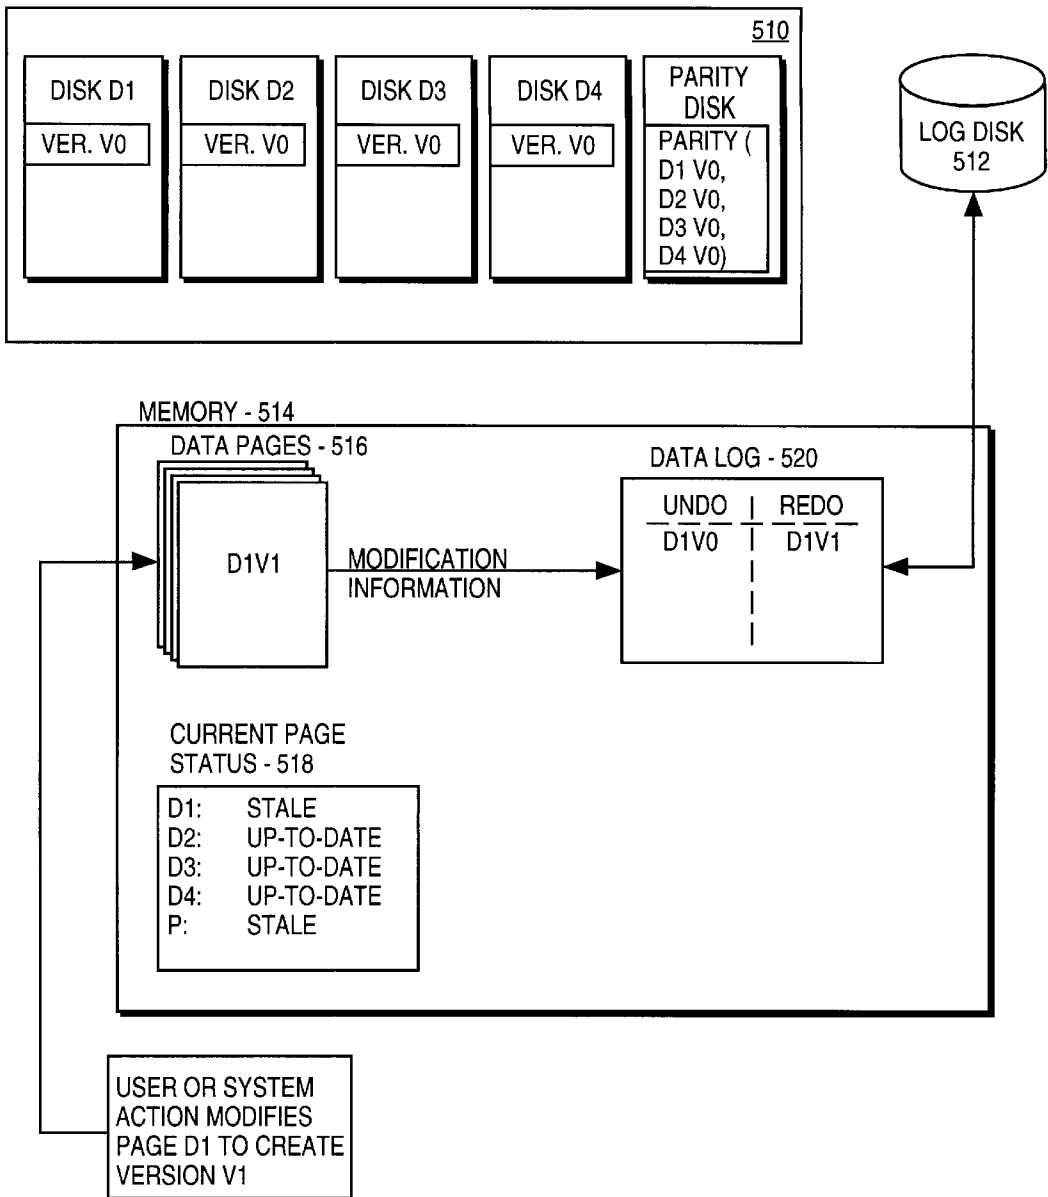 510
DISK D1
VER. V0
DISK D2
VER. V0
DISK D3
VER. V0
DISK D4
VER. V0
PARITY
DISK
PARITY (
D1 V0,
D2 V0,
D3 V0,
D4 V0)
LOG DISK
512
MEMORY - 514
DATA PAGES - 516
D1V1
MODIFICATION
INFORMATION
DATA LOG - 520
UNDO REDO
D1V0 D1V1
CURRENT PAGE
STATUS - 518
D1: STALE
D2: UP-TO-DATE
D3: UP-TO-DATE
D4: UP-TO-DATE
P: STALE
USER OR SYSTEM
ACTION MODIFIES
PAGE D1 TO CREATE
VERSION V1